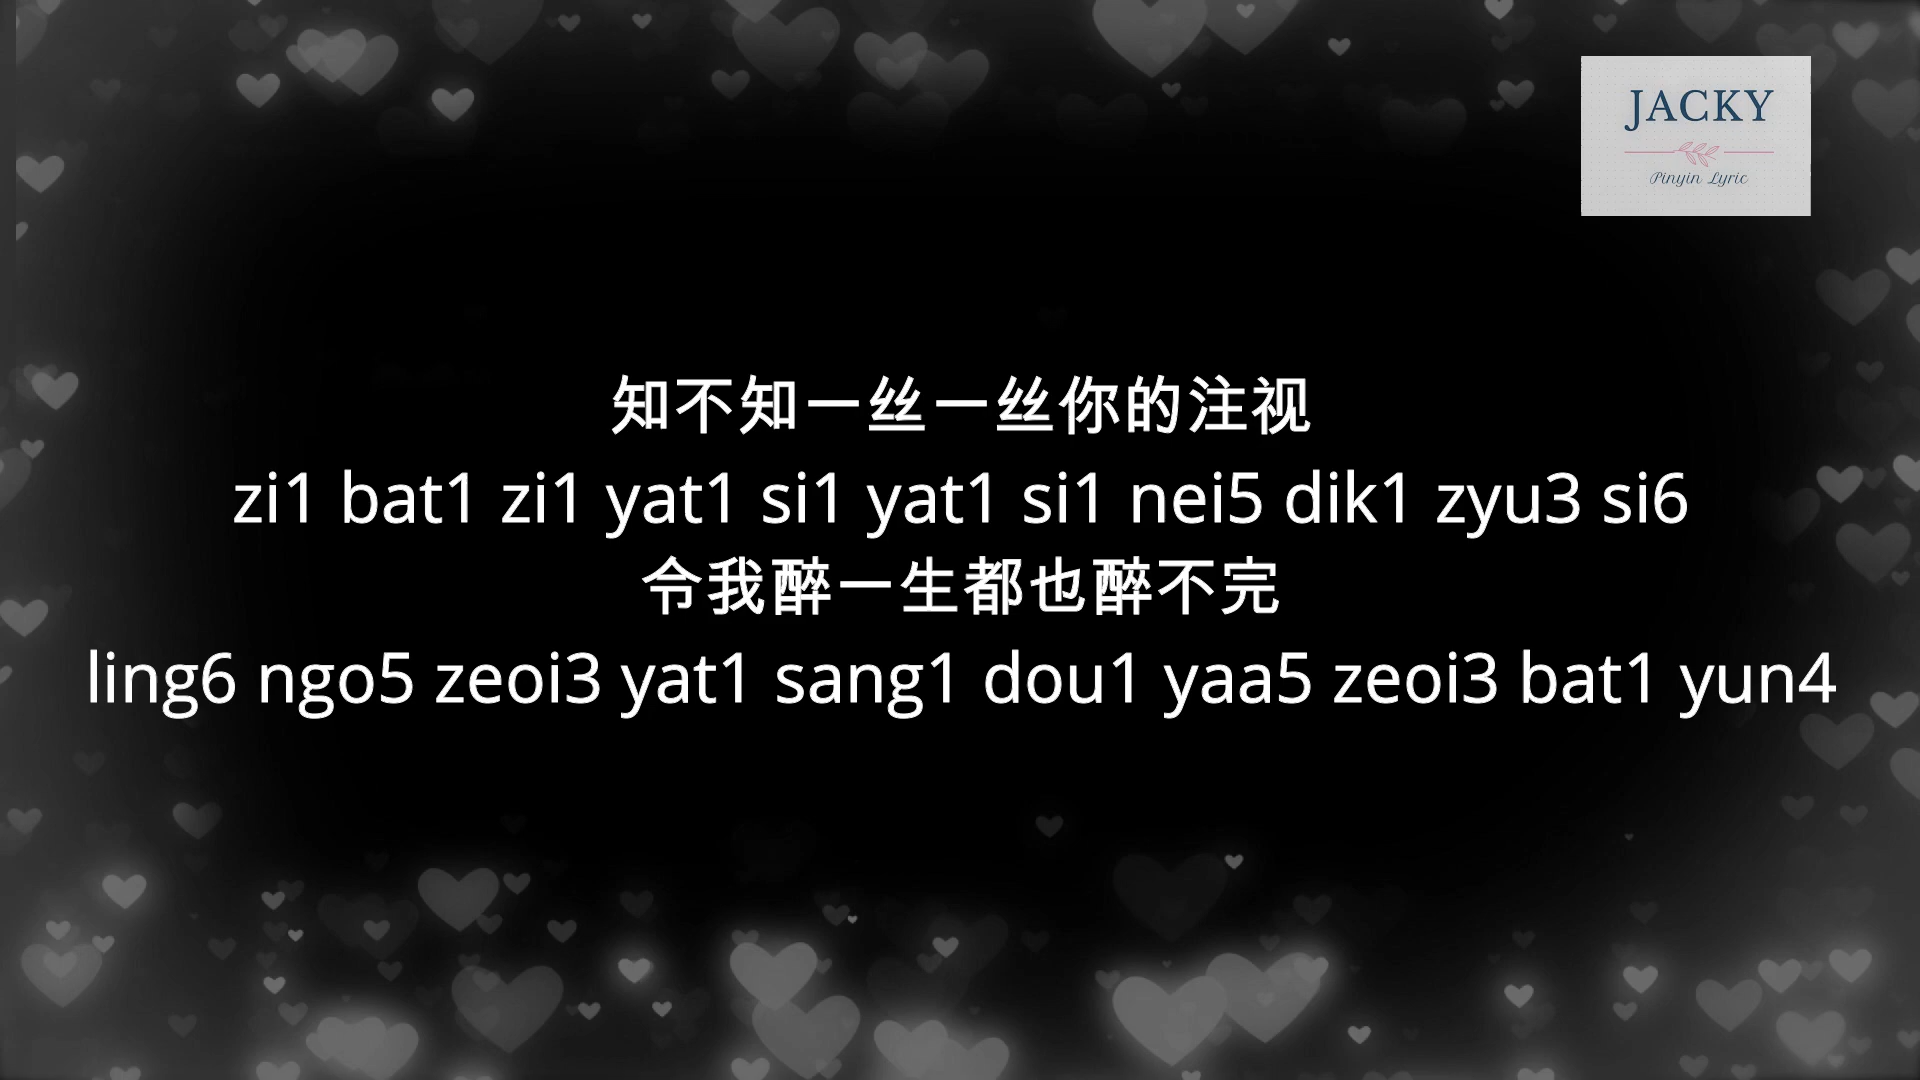 JACKY
Pinyin Lyric
知不知一丝一丝你的注视
zi1 bat1 zi1 yat1 si1 yat1 si1 nei5 dik1 zyu3 si6
令我醉一生都也醉不完
ling6 ngo5 zeoi3 yat1 sang1 dou1 yaa5 zeoi3 bat1 yun4